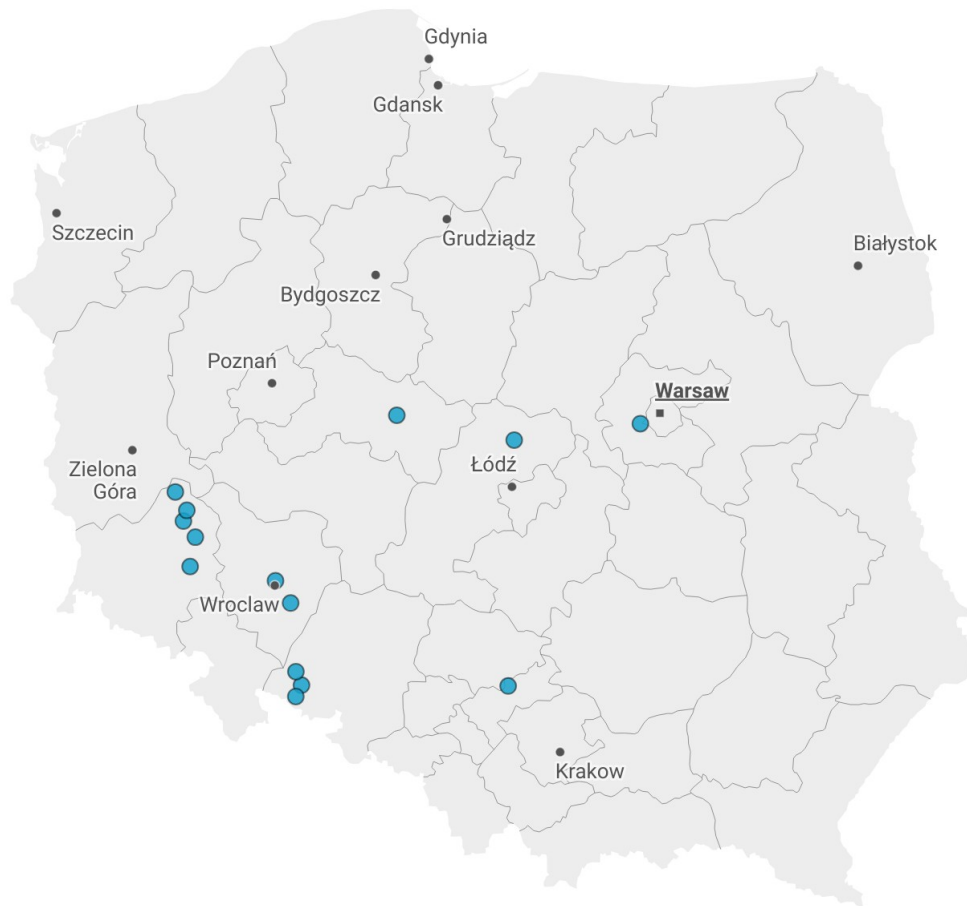 Gdynia
Gdansk
Szczecin
Grudziądz
Białystok
Bydgoszcz
Poznań
Warsaw
Zielona
Góra
Łódź
Wroclaw
Krakow